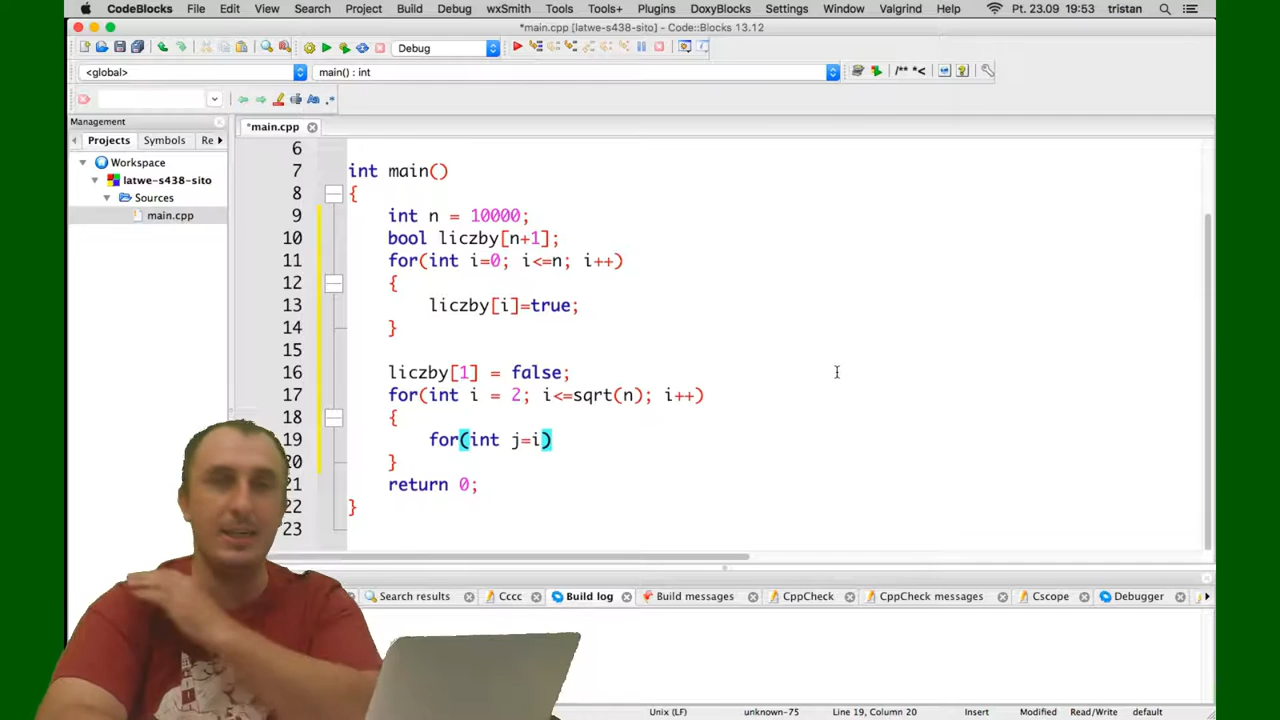 CodeBlocks File Edit View Search Project Build Debug wxSmith Tools Tools+ Plugins DoxyBlocks Settings Window Valgrind Help Pt. 23.09 19:53 tristan
*main.cpp [latwe-s438-sito] - Code::Blocks 13.12
Debug
<global> main() : int /** *<
Management
Projects Symbols Re
Workspace
latwe-s438-sito
Sources
main.cpp
*main.cpp
6
7 int main()
8 {
9 int n = 10000;
10 bool liczby[n+1];
11 for(int i=0; i<=n; i++)
12 {
13 liczby[i]=true;
14 }
15
16 liczby[1] = false;
17 for(int i = 2; i<=sqrt(n); i++)
18 {
19 for(int j=i)
20 }
21 return 0;
22 }
23
Search results Cccc Build log Build messages CppCheck CppCheck messages Cscope Debugger
Unix (LF) unknown-75 Line 19, Column 20 Insert Modified Read/Write default